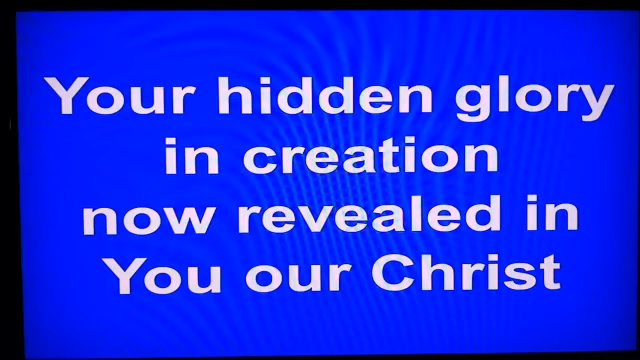 Your hidden glory
in creation
now revealed in
You our Christ